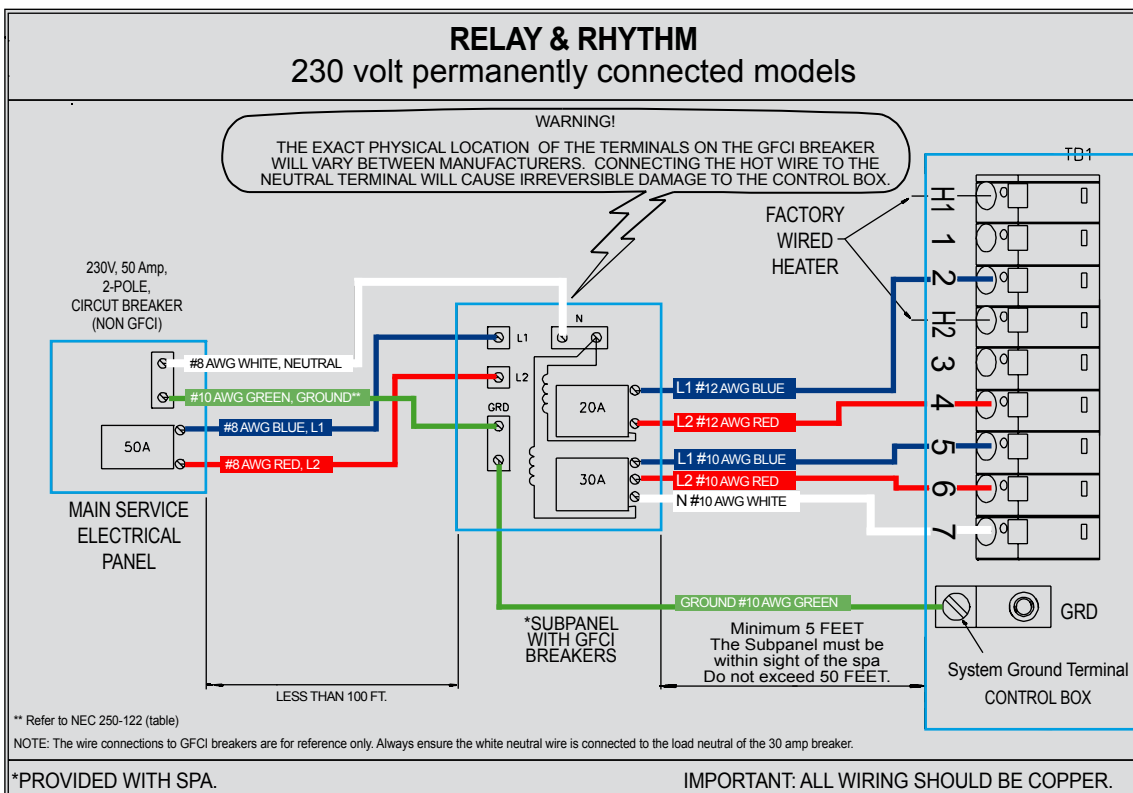 RELAY & RHYTHM
230 volt permanently connected models
WARNING!
THE EXACT PHYSICAL LOCATION OF THE TERMINALS ON THE GFCI BREAKER
WILL VARY BETWEEN MANUFACTURERS. CONNECTING THE HOT WIRE TO THE
NEUTRAL TERMINAL WILL CAUSE IRREVERSIBLE DAMAGE TO THE CONTROL BOX.
230V, 50 Amp,
2-POLE,
CIRCUT BREAKER
(NON GFCI)
#8 AWG WHITE, NEUTRAL
#10 AWG GREEN, GROUND**
#8 AWG BLUE, L1
#8 AWG RED, L2
50A
MAIN SERVICE
ELECTRICAL
PANEL
L1
L2
GRD
N
20A
30A
*SUBPANEL
WITH GFCI
BREAKERS
L1 #12 AWG BLUE
L2 #12 AWG RED
L1 #10 AWG BLUE
L2 #10 AWG RED
N #10 AWG WHITE
GROUND #10 AWG GREEN
FACTORY
WIRED
HEATER
TB1
H1
1
2
H2
3
4
5
6
7
GRD
System Ground Terminal
CONTROL BOX
Minimum 5 FEET
The Subpanel must be
within sight of the spa
Do not exceed 50 FEET.
LESS THAN 100 FT.
** Refer to NEC 250-122 (table)
NOTE: The wire connections to GFCI breakers are for reference only. Always ensure the white neutral wire is connected to the load neutral of the 30 amp breaker.
*PROVIDED WITH SPA.
IMPORTANT: ALL WIRING SHOULD BE COPPER.